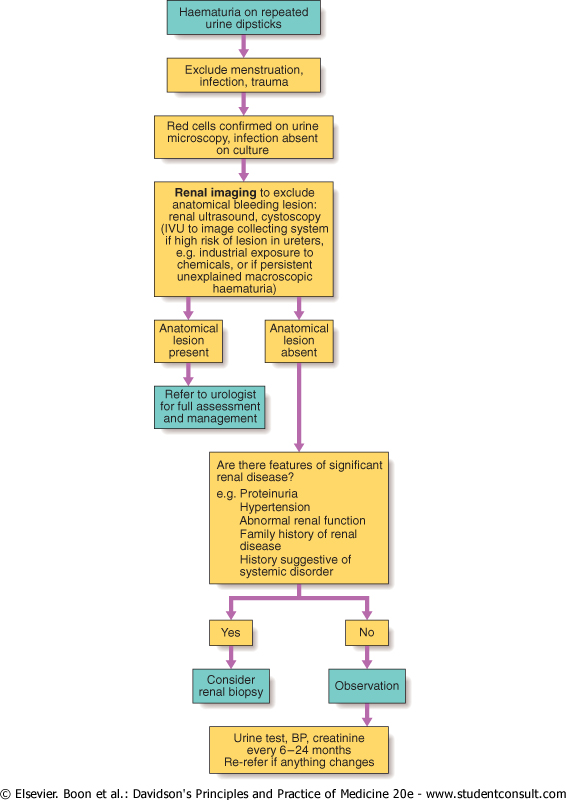 Haematuria on repeated
urine dipsticks
Exclude menstruation,
infection, trauma
Red cells confirmed on urine
microscopy, infection absent
on culture
Renal imaging to exclude
anatomical bleeding lesion:
renal ultrasound, cystoscopy
(IVU to image collecting system
if high risk of lesion in ureters,
e.g. industrial exposure to
chemicals, or if persistent
unexplained macroscopic
haematuria)
Anatomical
lesion
present
Anatomical
lesion
absent
Refer to urologist
for full assessment
and management
Are there features of significant
renal disease?
e.g. Proteinuria
Hypertension
Abnormal renal function
Family history of renal
disease
History suggestive of
systemic disorder
Yes
No
Consider
renal biopsy
Observation
Urine test, BP, creatinine
every 6–24 months
Re-refer if anything changes
© Elsevier. Boon et al.: Davidson's Principles and Practice of Medicine 20e - www.studentconsult.com